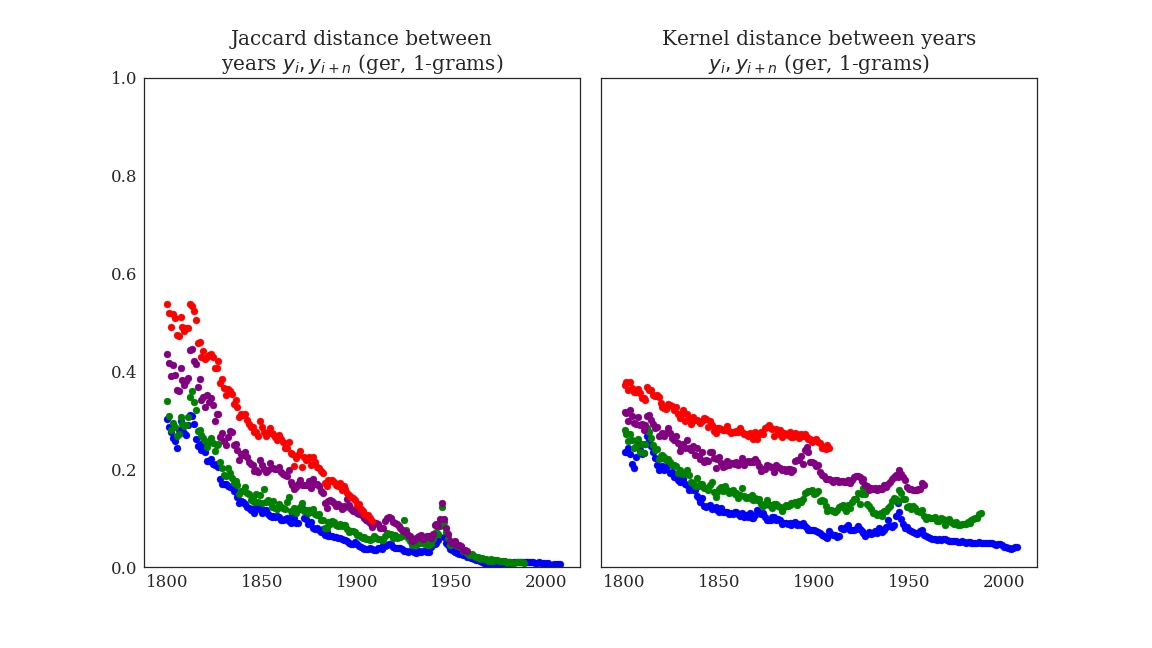 Jaccard distance between
years $y_i, y_{i+n}$ (ger, 1-grams)
Kernel distance between years
$y_i, y_{i+n}$ (ger, 1-grams)
1.0
0.8
0.6
0.4
0.2
0.0
1800 1850 1900 1950 2000
1800 1850 1900 1950 2000